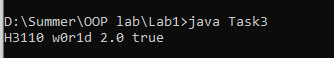 D:\Summer\OOP lab\Lab1>java Task3
H3110 w0r1d 2.0 true